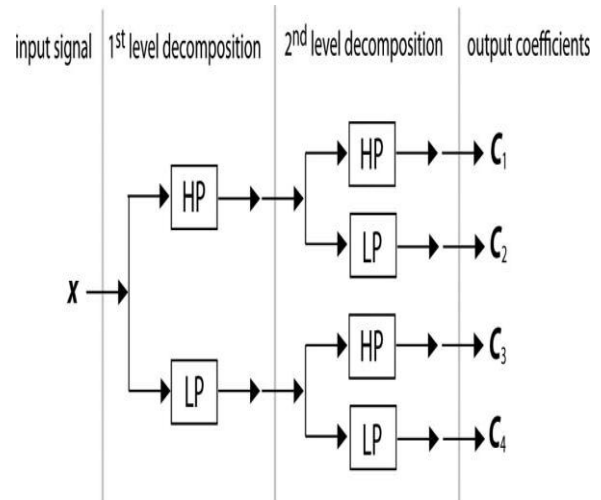 input signal 1st level decomposition 2nd level decomposition output coefficients
HP C1
HP
LP C2
x
HP C3
LP
LP C4